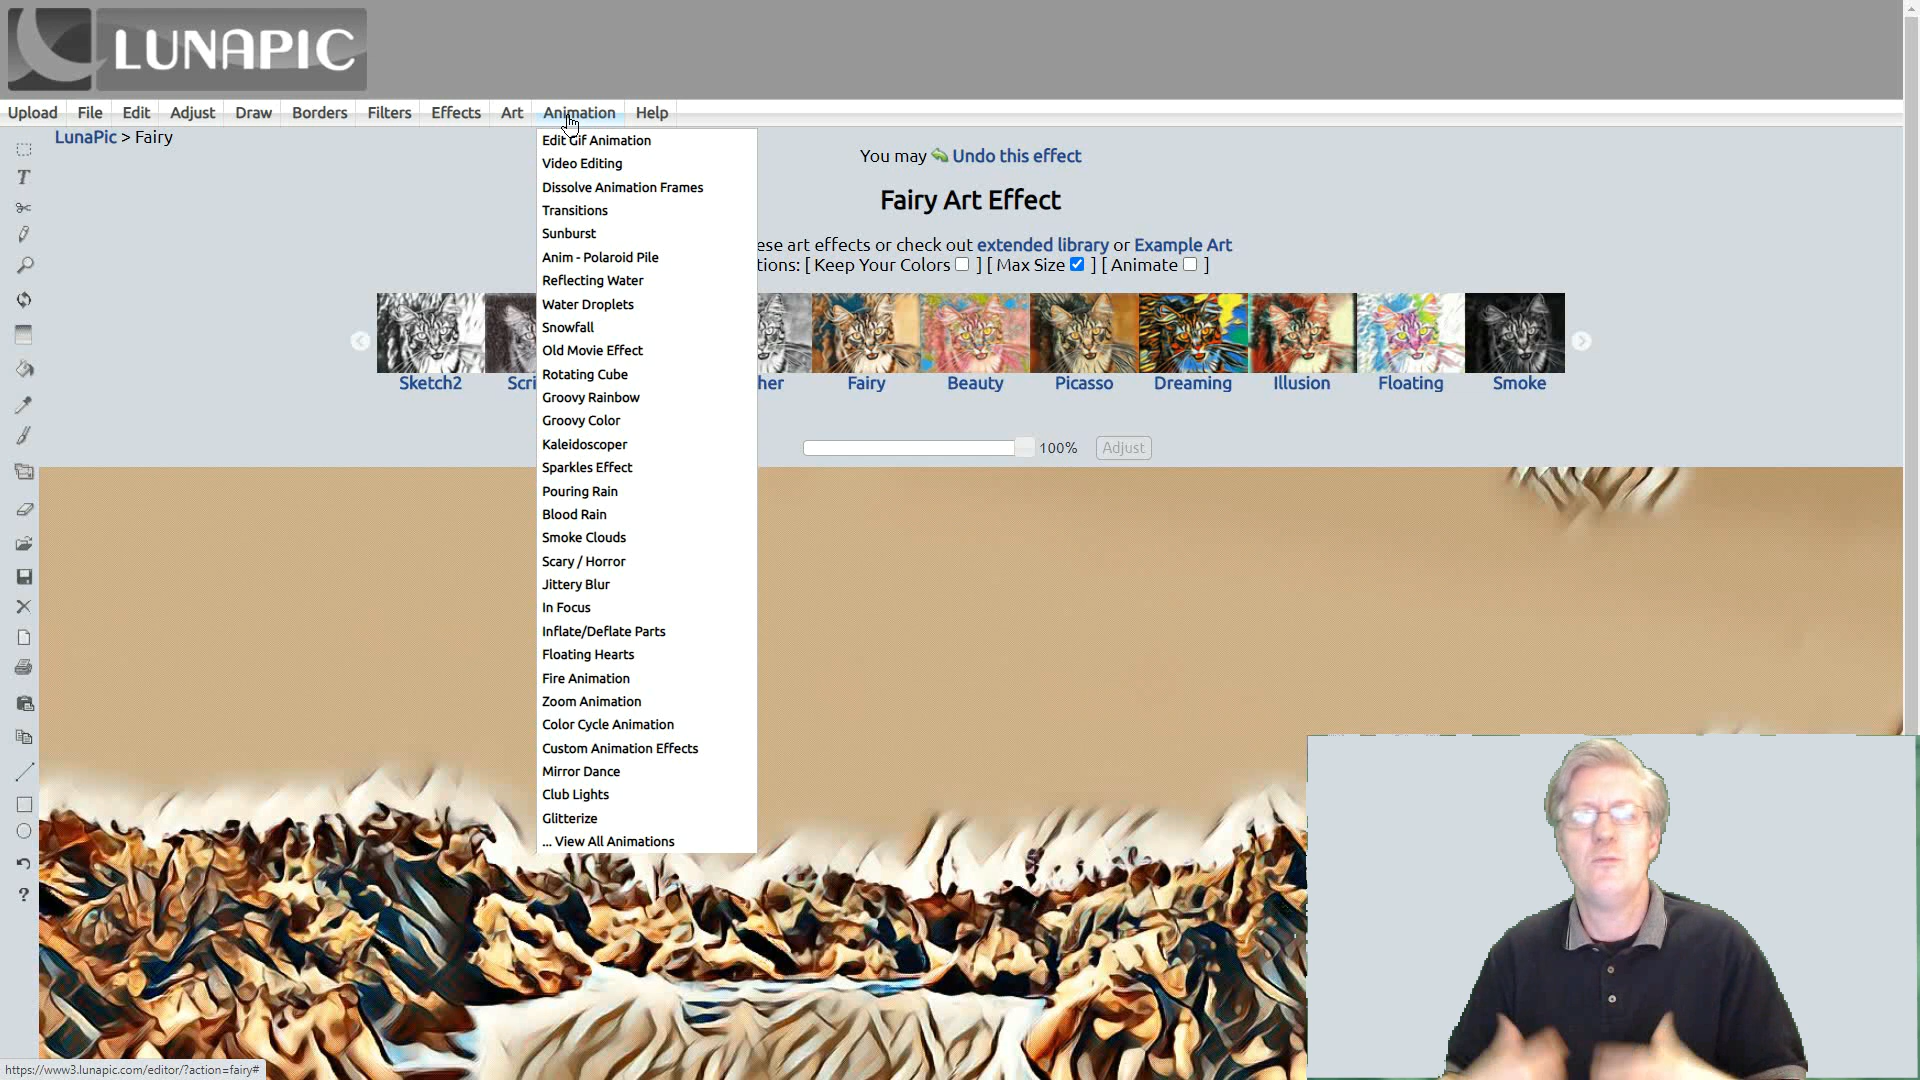 LUNAPIC
Upload File Edit Adjust Draw Borders Filters Effects Art Animation Help
LunaPic > Fairy
Edit Gif Animation
Video Editing
Dissolve Animation Frames
Transitions
Sunburst
Anim - Polaroid Pile
Reflecting Water
Water Droplets
Snowfall
Old Movie Effect
Rotating Cube
Groovy Rainbow
Groovy Color
Kaleidoscoper
Sparkles Effect
Pouring Rain
Blood Rain
Smoke Clouds
Scary / Horror
Jittery Blur
In Focus
Inflate/Deflate Parts
Floating Hearts
Fire Animation
Zoom Animation
Color Cycle Animation
Custom Animation Effects
Mirror Dance
Club Lights
Glitterize
... View All Animations
You may Undo this effect
Fairy Art Effect
ese art effects or check out extended library or Example Art
tions: [ Keep Your Colors ] [ Max Size ] [ Animate ]
Sketch2 Scri her Fairy Beauty Picasso Dreaming Illusion Floating Smoke
100% Adjust
https://www3.lunapic.com/editor/?action=fairy#